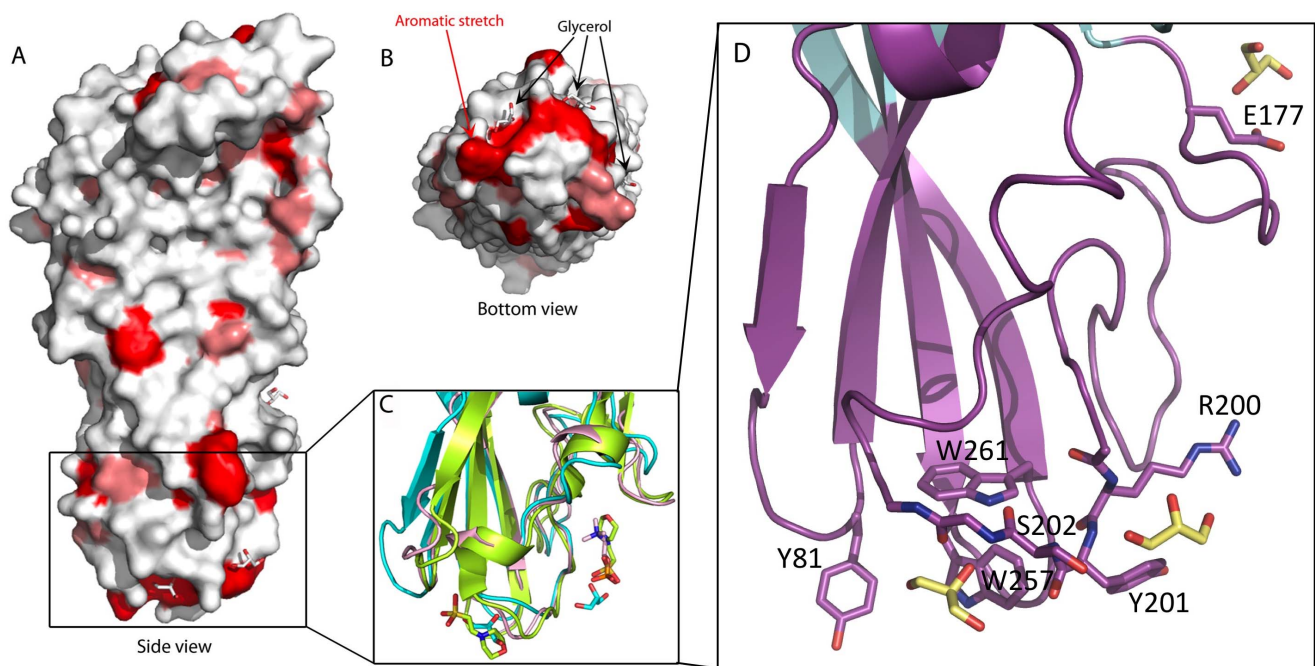 A
Side view
B
Aromatic stretch
Glycerol
Bottom view
C
D
E177
R200
W261
S202
Y81
W257
Y201